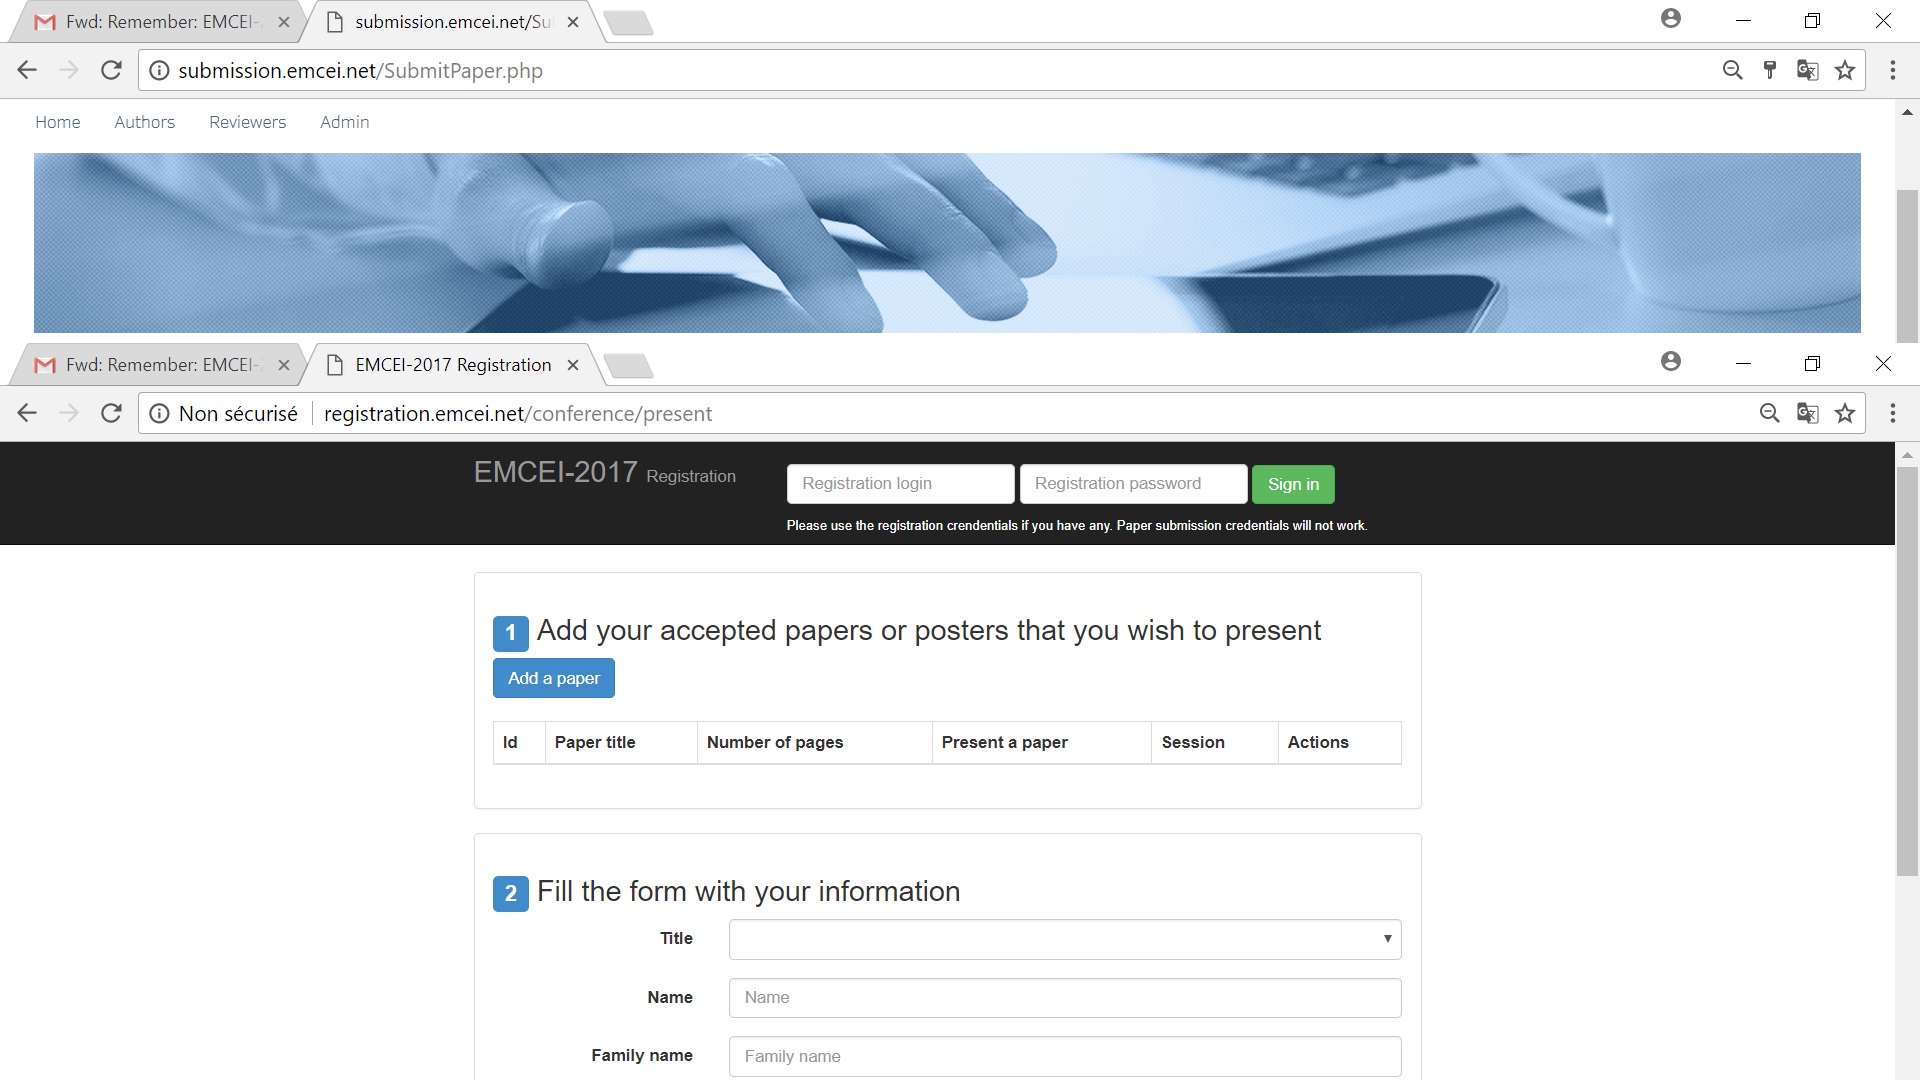 Fwd: Remember: EMCEI-
submission.emcei.net/Su
submission.emcei.net/SubmitPaper.php
Home Authors Reviewers Admin
Fwd: Remember: EMCEI-
EMCEI-2017 Registration
Non sécurisé registration.emcei.net/conference/present
EMCEI-2017 Registration
Registration login Registration password Sign in
Please use the registration crendentials if you have any. Paper submission credentials will not work.
1 Add your accepted papers or posters that you wish to present
Add a paper
Id Paper title Number of pages Present a paper Session Actions
2 Fill the form with your information
Title
Name Name
Family name Family name